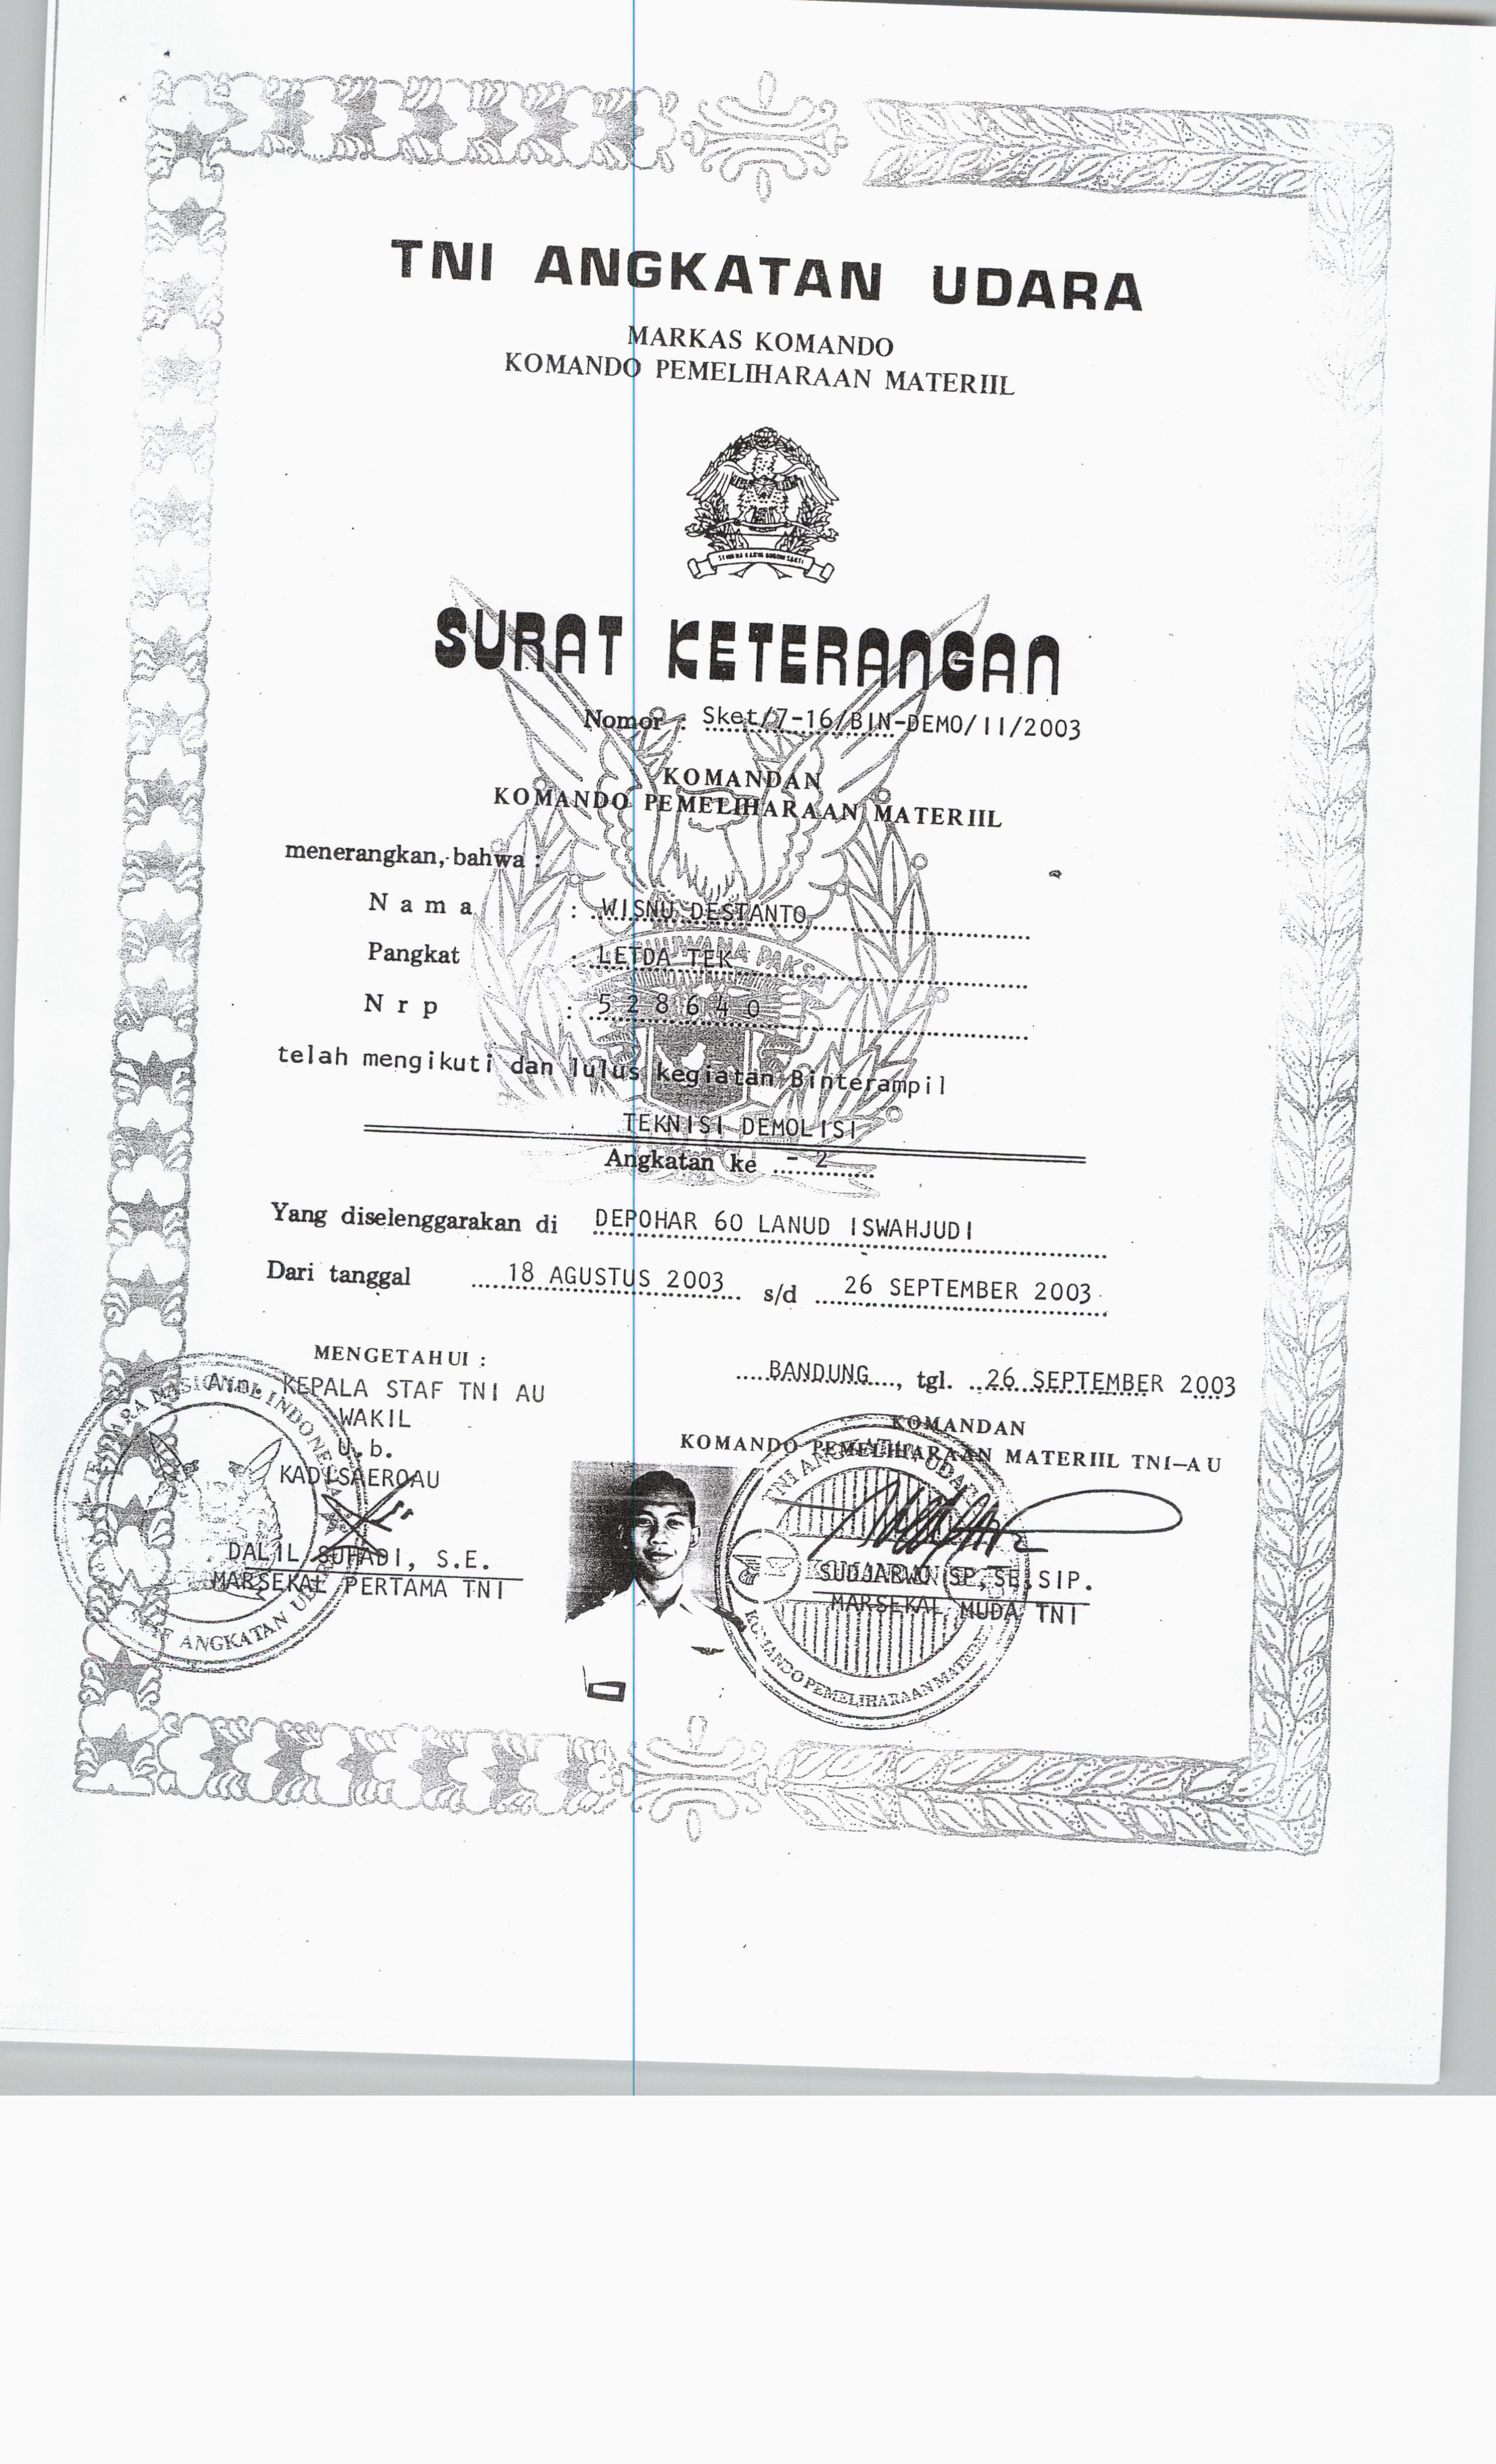 TNI ANGKATAN UDARA
MARKAS KOMANDO
KOMANDO PEMELIHARAAN MATERIIL
SURAT KETERANGAN
Nomor : Sket/7-16/BIN-DEMO/II/2003
KOMANDAN
KOMANDO PEMELIHARAAN MATERIIL
menerangkan, bahwa :
Nama : WISNU DESTANTO
Pangkat : LETDA TEK
Nrp : 528640
telah mengikuti dan lulus kegiatan Binterampil
TEKNISI DEMOLISI
Angkatan ke - 2
Yang diselenggarakan di DEPOHAR 60 LANUD ISWAHJUDI
Dari tanggal 18 AGUSTUS 2003 s/d 26 SEPTEMBER 2003
MENGETAHUI :
A.n. KEPALA STAF TNI AU
WAKIL
U.b.
KADISAEROAU
DALIL SUHADI, S.E.
MARSEKAL PERTAMA TNI
BANDUNG, tgl. 26 SEPTEMBER 2003
KOMANDAN
KOMANDO PEMELIHARAAN MATERIIL TNI-AU
SUDJARWO SP, SE, SIP.
MARSEKAL MUDA TNI
TNI ANGKATAN UDARA
KOMANDO PEMELIHARAAN MATERIIL
STAF ANGKATAN UDARA